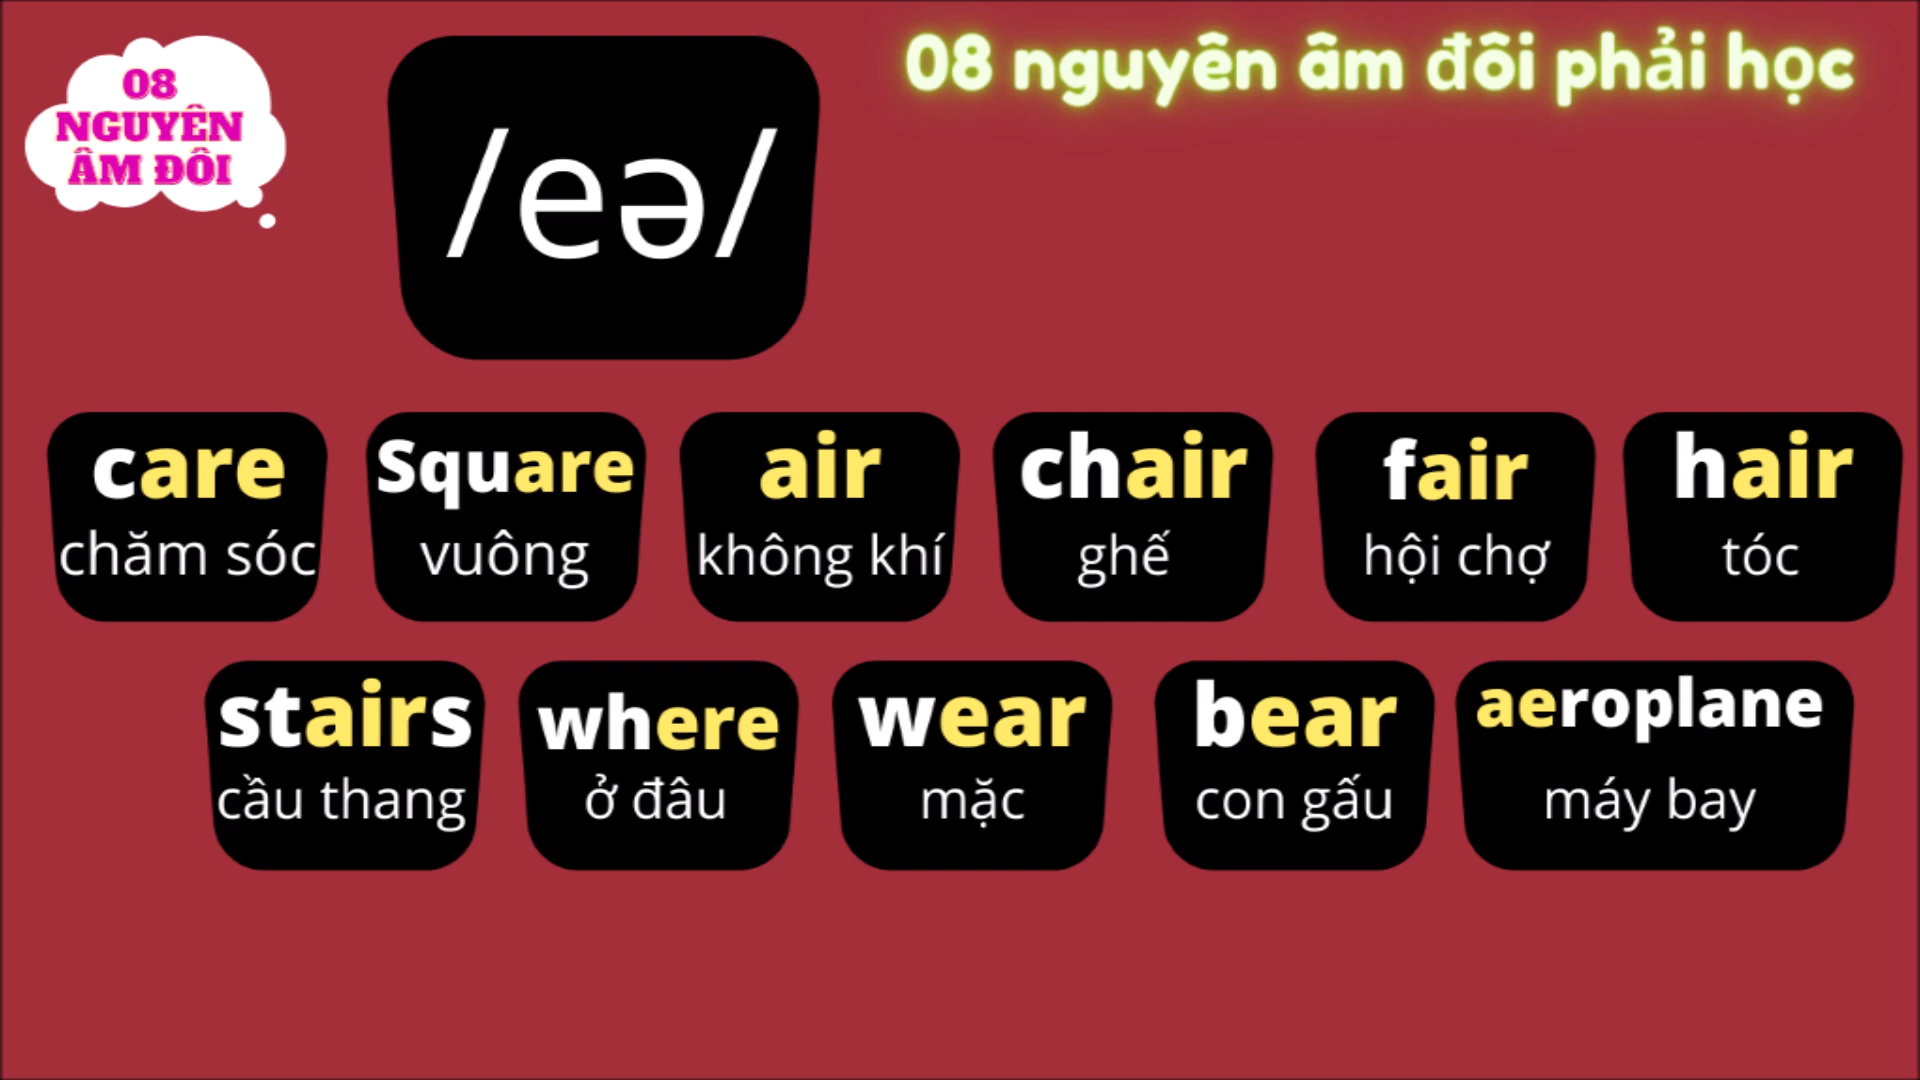 08
NGUYÊN
ÂM ĐÔI
08 nguyên âm đôi phải học
/eə/
care
chăm sóc
Square
vuông
air
không khí
chair
ghế
fair
hội chợ
hair
tóc
stairs
cầu thang
where
ở đâu
wear
mặc
bear
con gấu
aeroplane
máy bay